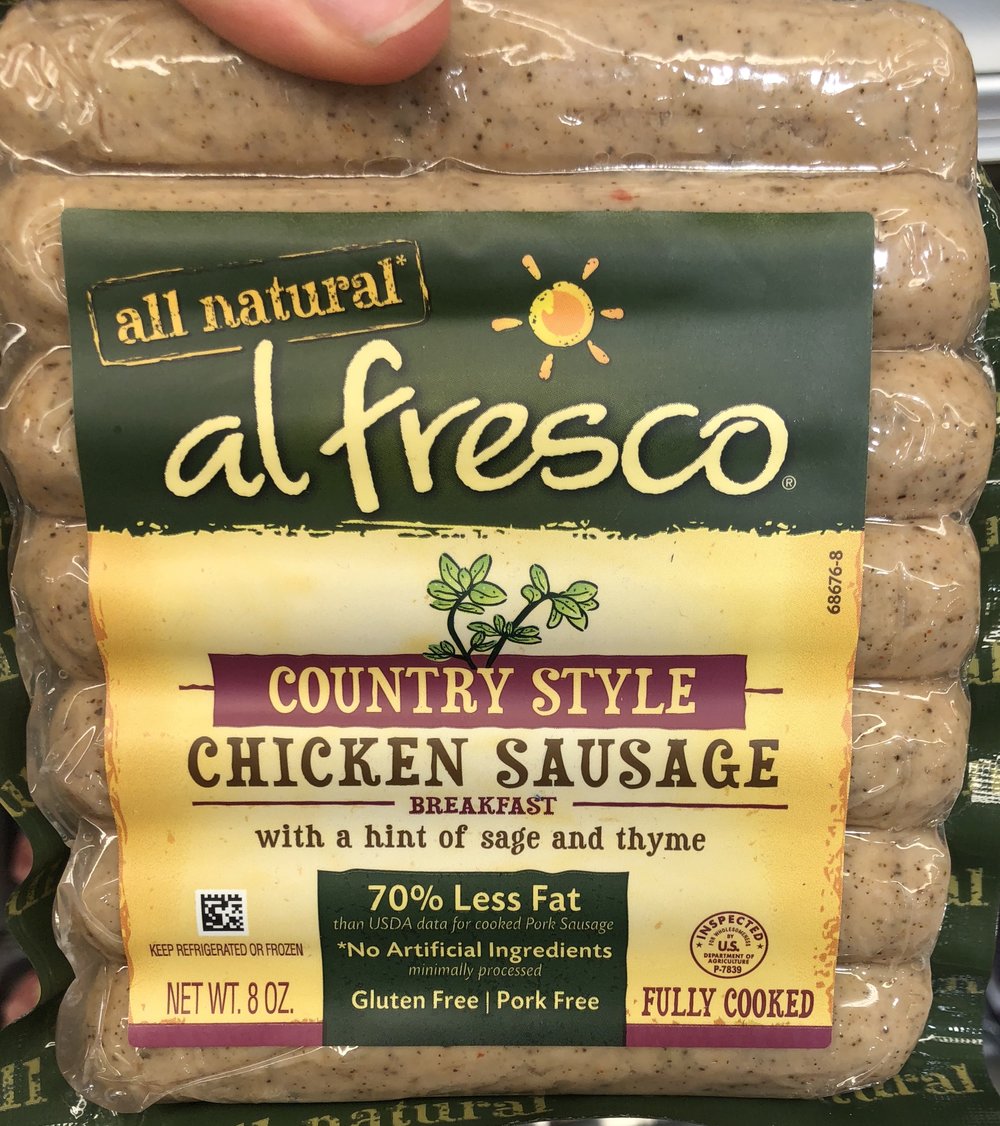 all natural*
al fresco®
68676-8
COUNTRY STYLE
CHICKEN SAUSAGE
BREAKFAST
with a hint of sage and thyme
70% Less Fat
than USDA data for cooked Pork Sausage
*No Artificial Ingredients
minimally processed
Gluten Free | Pork Free
KEEP REFRIGERATED OR FROZEN
NET WT. 8 OZ.
INSPECTED
FOR WHOLESOMENESS
BY
U.S.
DEPARTMENT OF
AGRICULTURE
P-7839
FULLY COOKED
all natural